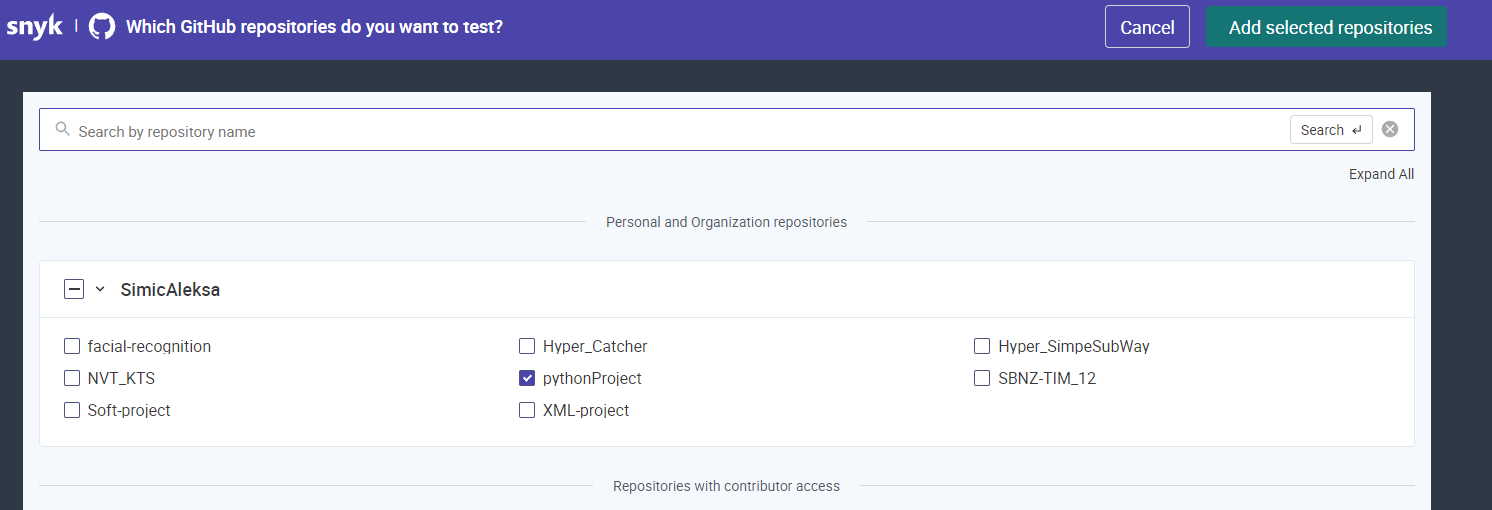 snyk | Which GitHub repositories do you want to test? Cancel Add selected repositories
Search by repository name Search ↵
Expand All
Personal and Organization repositories
SimicAleksa
facial-recognition Hyper_Catcher Hyper_SimpeSubWay
NVT_KTS pythonProject SBNZ-TIM_12
Soft-project XML-project
Repositories with contributor access